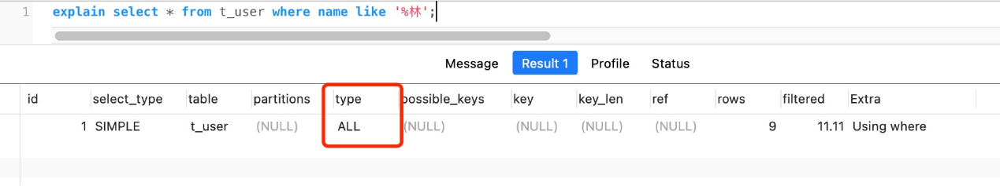 1 explain select * from t_user where name like '%林';
Message Result 1 Profile Status
id select_type table partitions type possible_keys key key_len ref rows filtered Extra
1 SIMPLE t_user (NULL) ALL (NULL) (NULL) (NULL) (NULL) 9 11.11 Using where